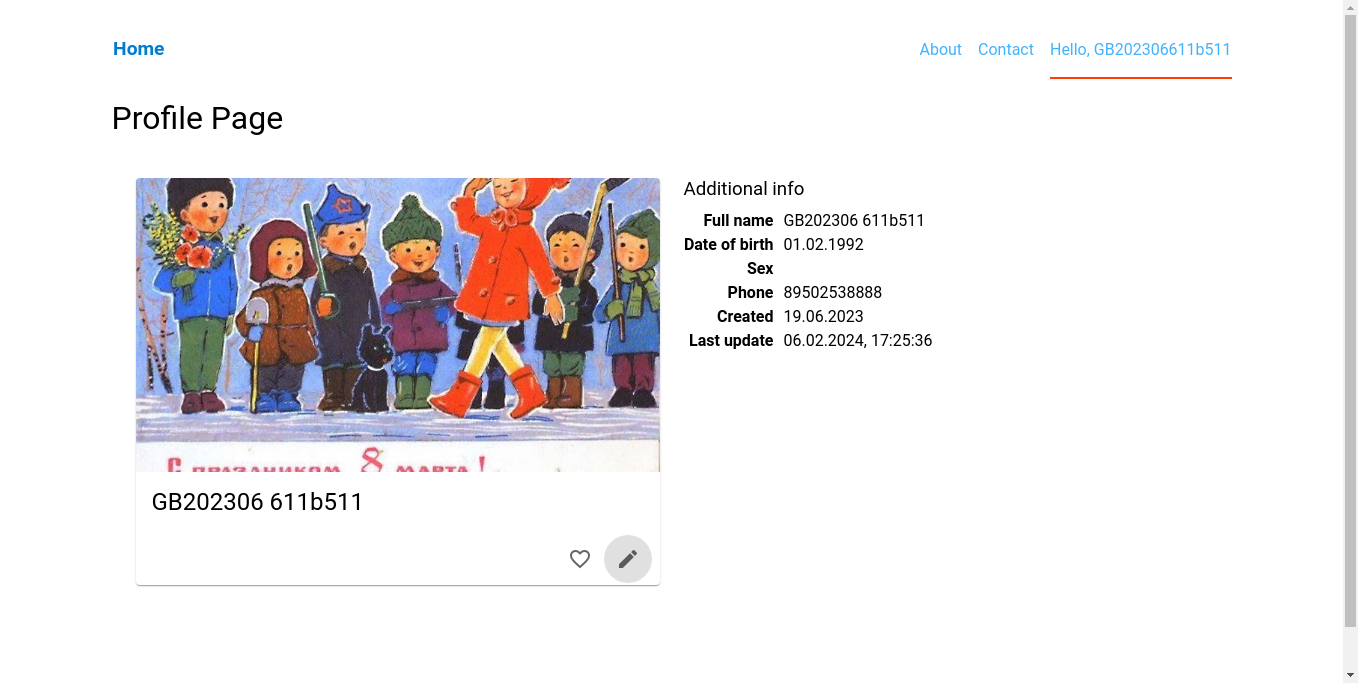 Home
About Contact Hello, GB202306611b511
Profile Page
С праздником 8 марта!
GB202306 611b511
Additional info
Full name GB202306 611b511
Date of birth 01.02.1992
Sex
Phone 89502538888
Created 19.06.2023
Last update 06.02.2024, 17:25:36